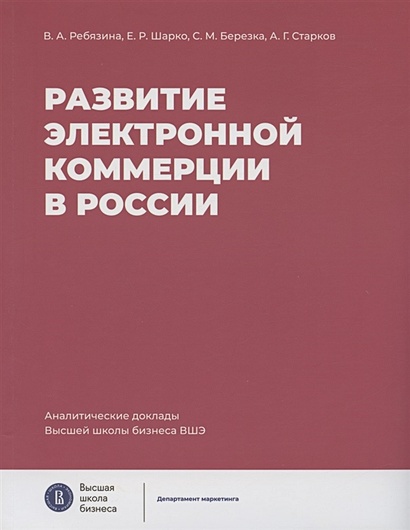 В. А. Ребязина, Е. Р. Шарко, С. М. Березка, А. Г. Старков
РАЗВИТИЕ
ЭЛЕКТРОННОЙ
КОММЕРЦИИ
В РОССИИ
Аналитические доклады
Высшей школы бизнеса ВШЭ
Высшая
школа
бизнеса
Департамент маркетинга